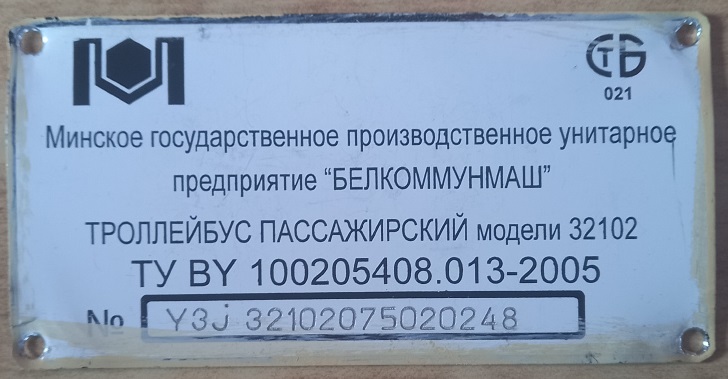 СТБ
021
Минское государственное производственное унитарное
предприятие “БЕЛКОММУНМАШ”
ТРОЛЛЕЙБУС ПАССАЖИРСКИЙ модели 32102
ТУ BY 100205408.013-2005
№ Y3J 32102075020248